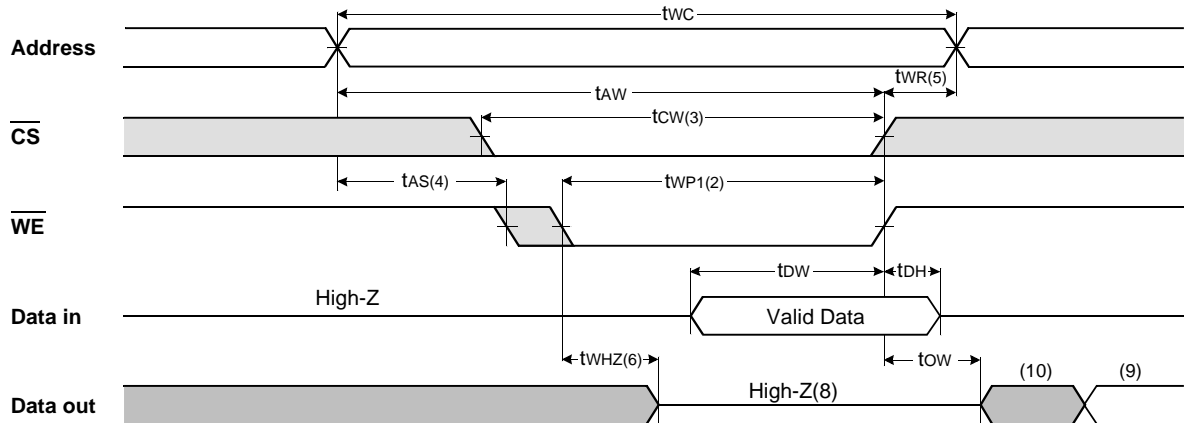 tWC
Address
tWR(5)
tAW
tCW(3)
CS
tAS(4)
tWP1(2)
WE
tDW
tDH
High-Z
Data in
Valid Data
tWHZ(6)
tOW
(10)
(9)
High-Z(8)
Data out